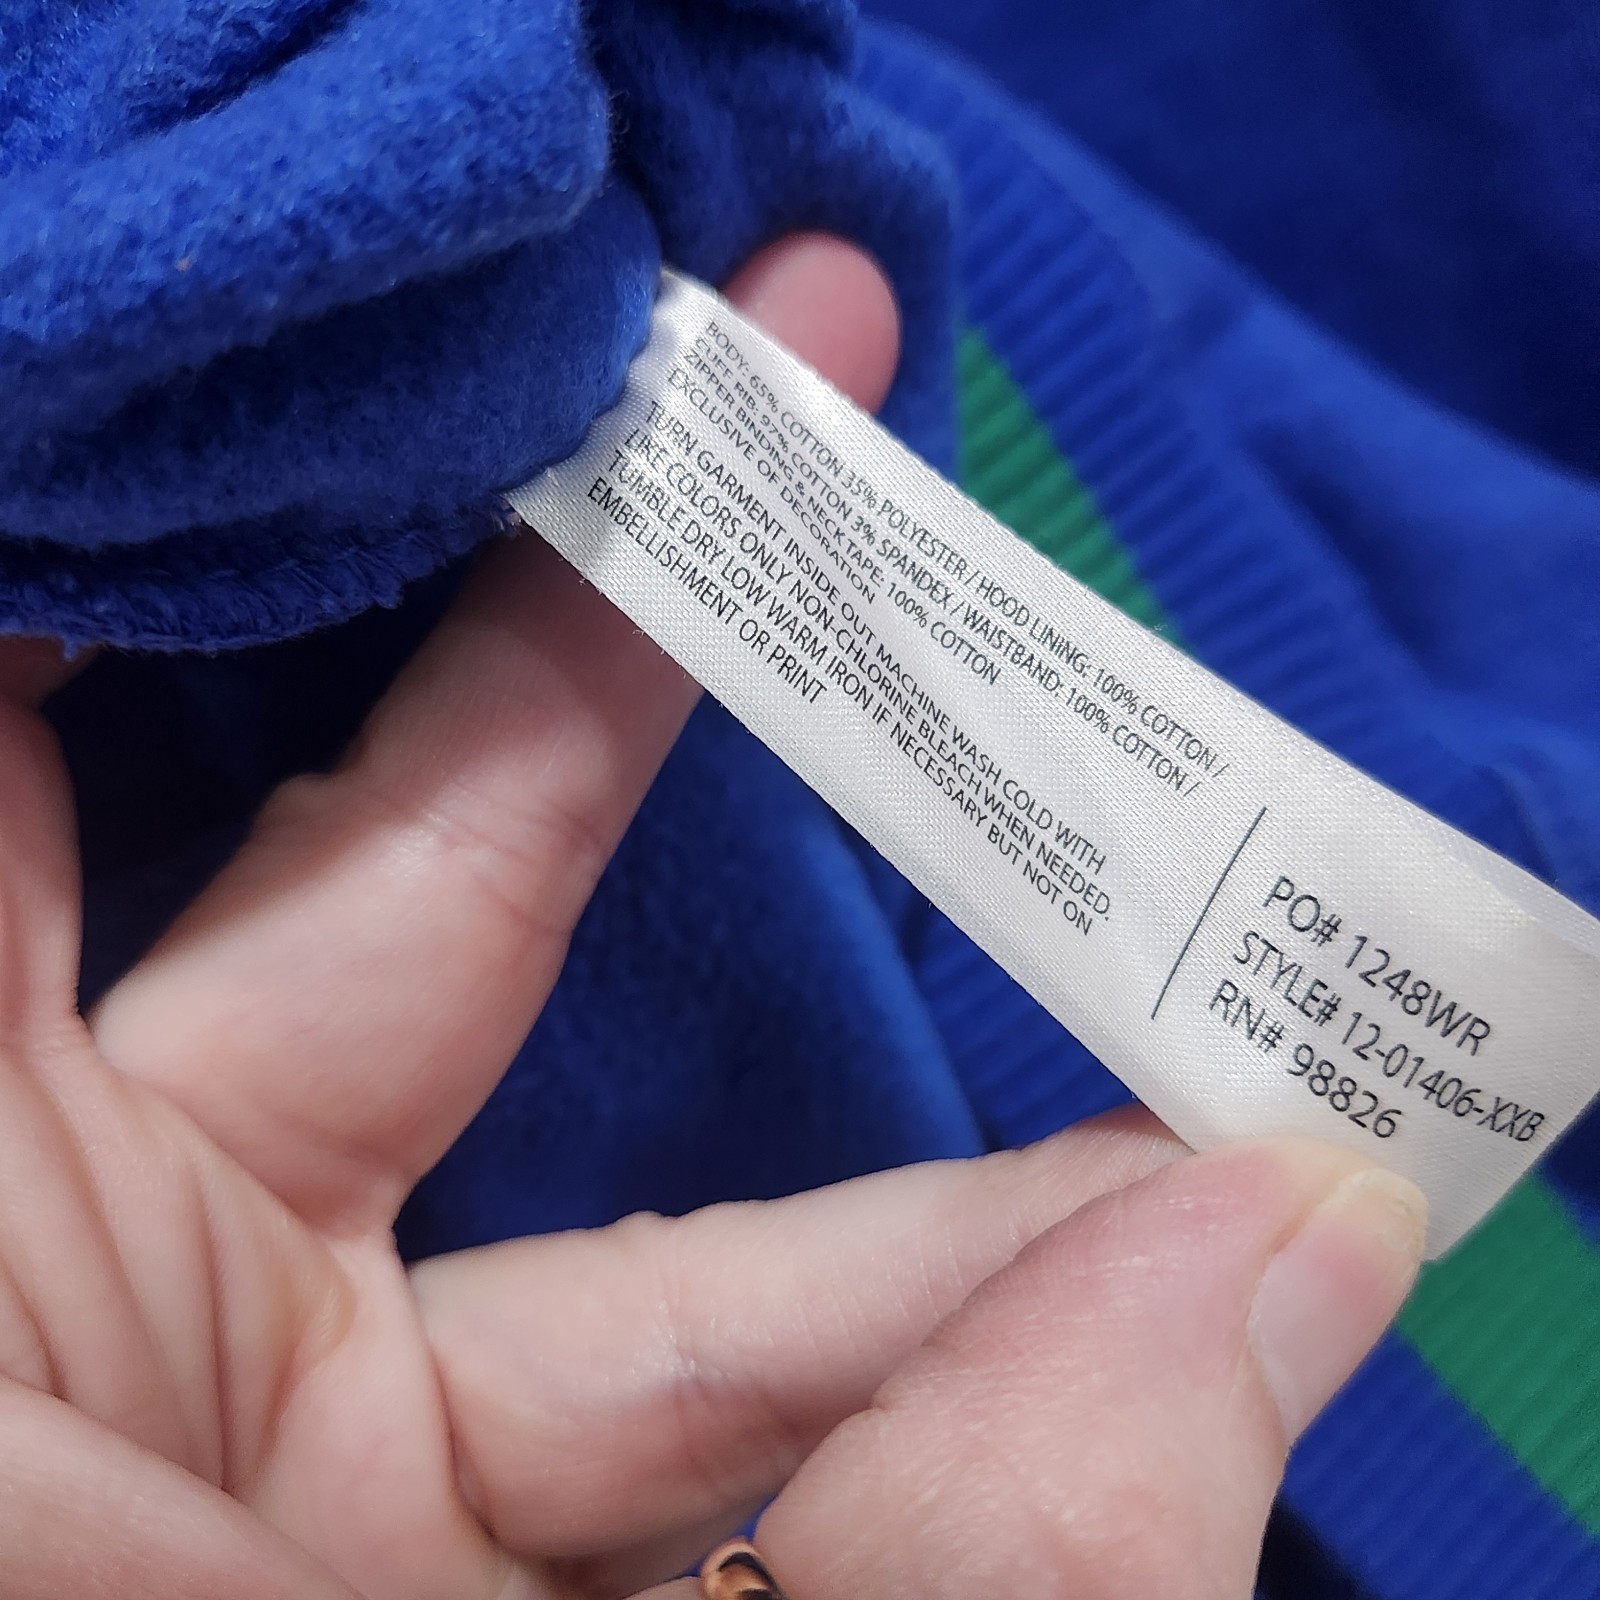 BODY: 65% COTTON 35% POLYESTER / HOOD LINING: 100% COTTON /
CUFF RIB: 97% COTTON 3% SPANDEX / WAISTBAND: 100% COTTON /
ZIPPER BINDING & NECK TAPE: 100% COTTON
EXCLUSIVE OF DECORATION
TURN GARMENT INSIDE OUT. MACHINE WASH COLD WITH
LIKE COLORS ONLY NON-CHLORINE BLEACH WHEN NEEDED.
TUMBLE DRY LOW WARM IRON IF NECESSARY BUT NOT ON
EMBELLISHMENT OR PRINT
PO# 1248WR
STYLE# 12-01406-XXB
RN# 98826